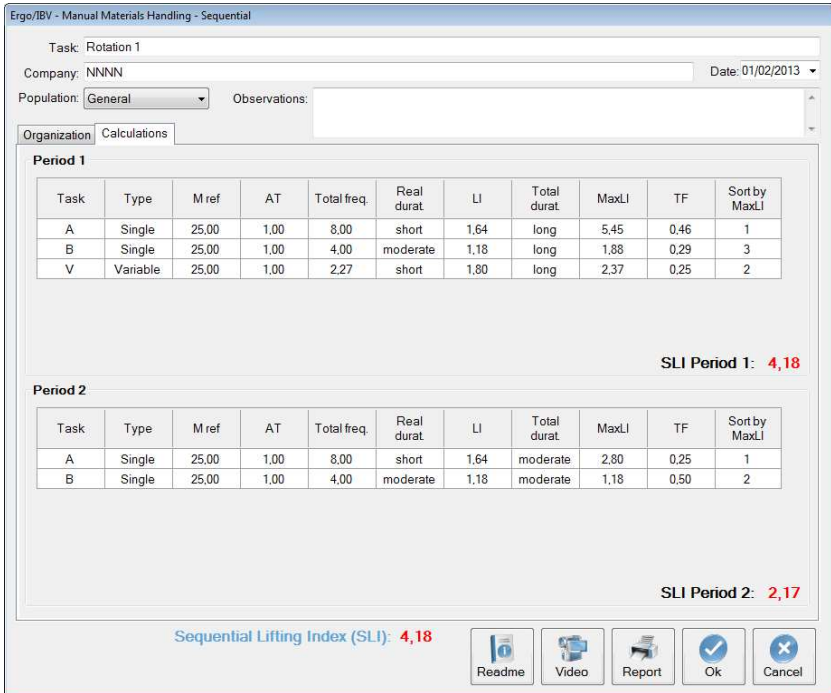 Ergo/IBV - Manual Materials Handling - Sequential
Task: Rotation 1
Company: NNNN Date: 01/02/2013
Population: General Observations:
Organization Calculations
Period 1
Task Type M ref AT Total freq. Real durat. LI Total durat. MaxLI TF Sort by MaxLI
A Single 25,00 1,00 8,00 short 1,64 long 5,45 0,46 1
B Single 25,00 1,00 4,00 moderate 1,18 long 1,88 0,29 3
V Variable 25,00 1,00 2,27 short 1,80 long 2,37 0,25 2
SLI Period 1: 4,18
Period 2
Task Type M ref AT Total freq. Real durat. LI Total durat. MaxLI TF Sort by MaxLI
A Single 25,00 1,00 8,00 short 1,64 moderate 2,80 0,25 1
B Single 25,00 1,00 4,00 moderate 1,18 moderate 1,18 0,50 2
SLI Period 2: 2,17
Sequential Lifting Index (SLI): 4,18
Readme Video Report Ok Cancel